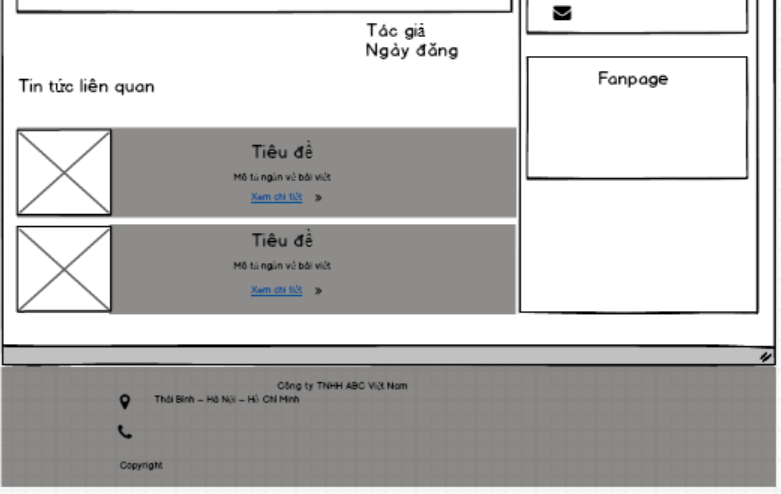 Tác giả
Ngày đăng
Tin tức liên quan
Tiêu đề
Mô tả ngắn về bài viết
Xem chi tiết »
Tiêu đề
Mô tả ngắn về bài viết
Xem chi tiết »
Fanpage
Công ty TNHH ABC Việt Nam
Thái Bình – Hà Nội – Hồ Chí Minh
Copyright